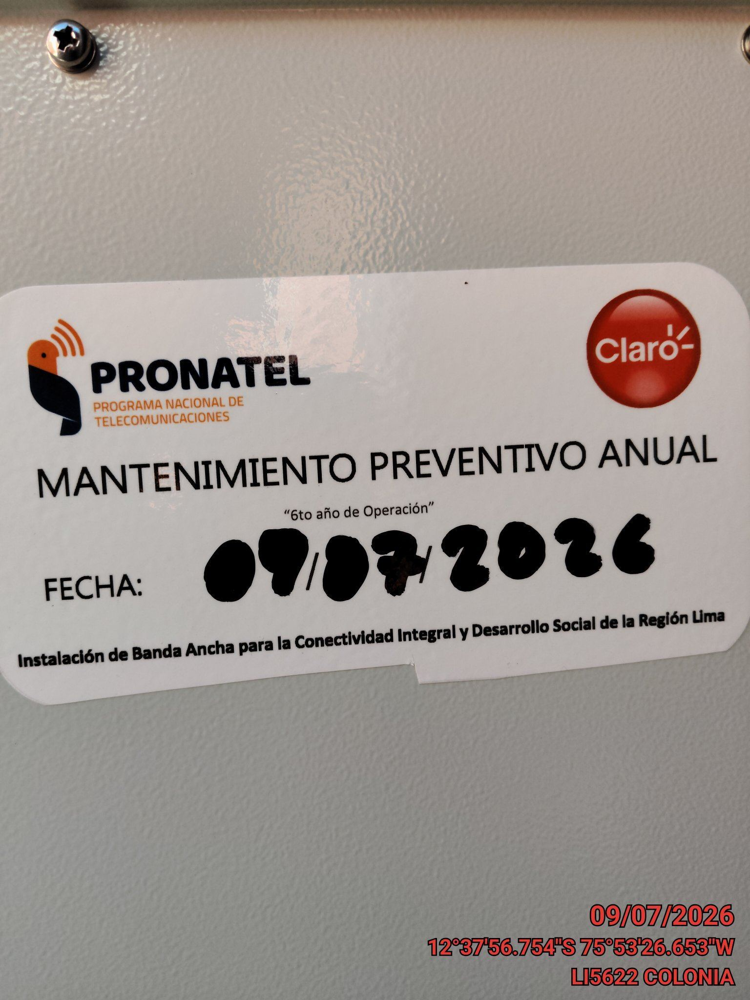 PRONATEL
PROGRAMA NACIONAL DE
TELECOMUNICACIONES
Claro
MANTENIMIENTO PREVENTIVO ANUAL
“6to año de Operación”
FECHA: 09/07/2026
Instalación de Banda Ancha para la Conectividad Integral y Desarrollo Social de la Región Lima
09/07/2026
12°37'56.754"S 75°53'26.653"W
LI5622 COLONIA